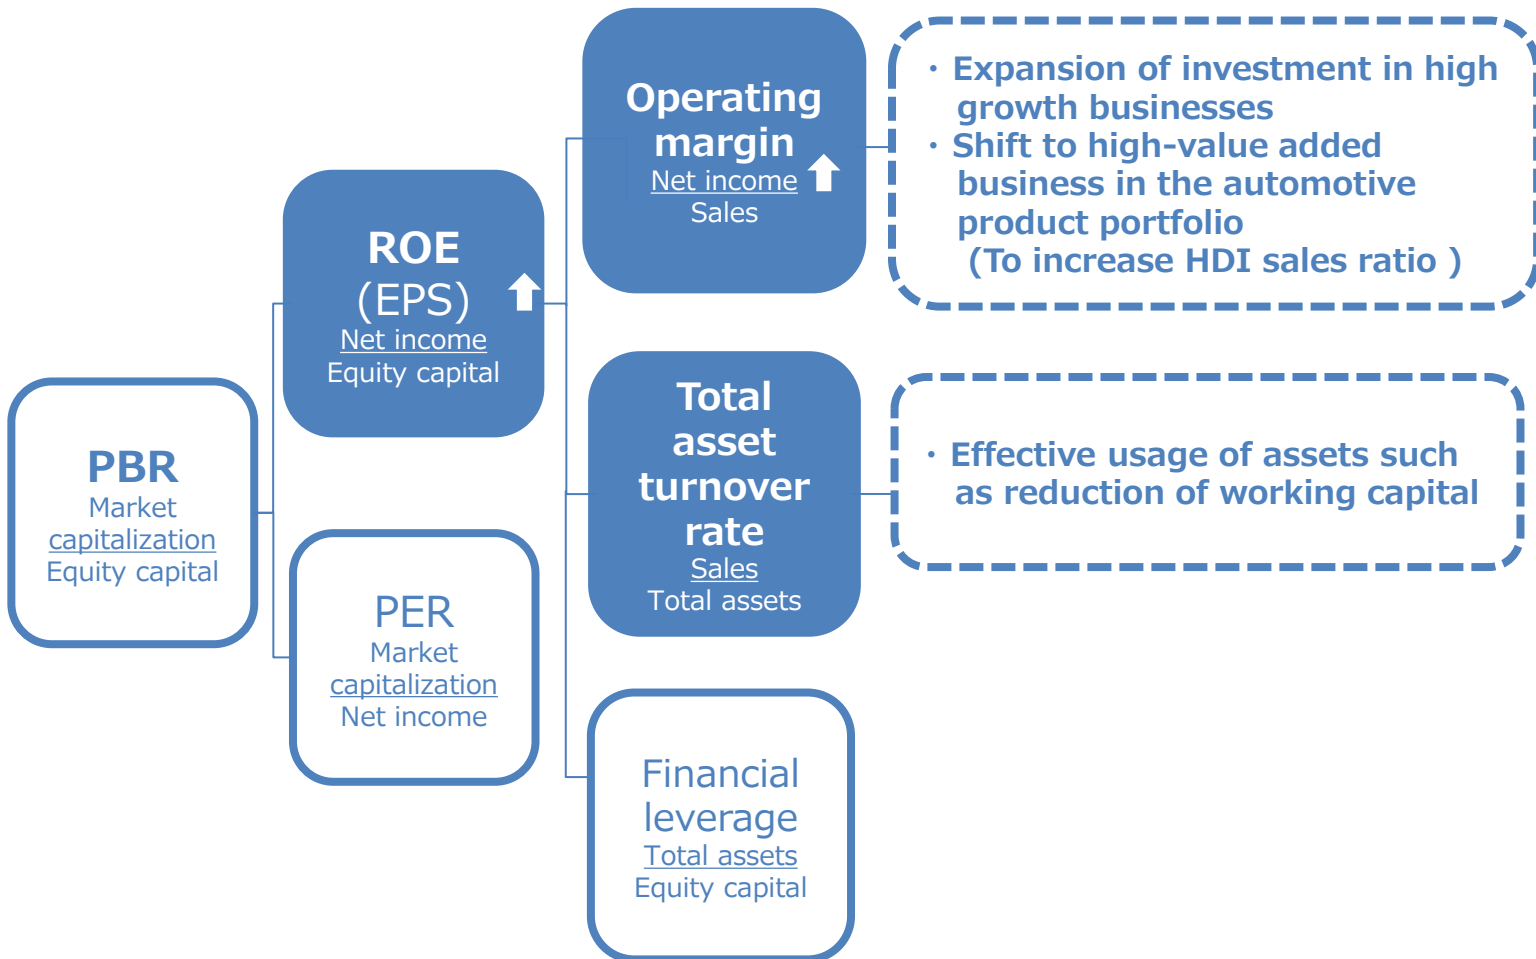 PBR
Market
capitalization
Equity capital
ROE
(EPS)
Net income
Equity capital
PER
Market
capitalization
Net income
Operating
margin
Net income
Sales
Total
asset
turnover
rate
Sales
Total assets
Financial
leverage
Total assets
Equity capital
・Expansion of investment in high
growth businesses
・Shift to high-value added
business in the automotive
product portfolio
(To increase HDI sales ratio )
・Effective usage of assets such
as reduction of working capital